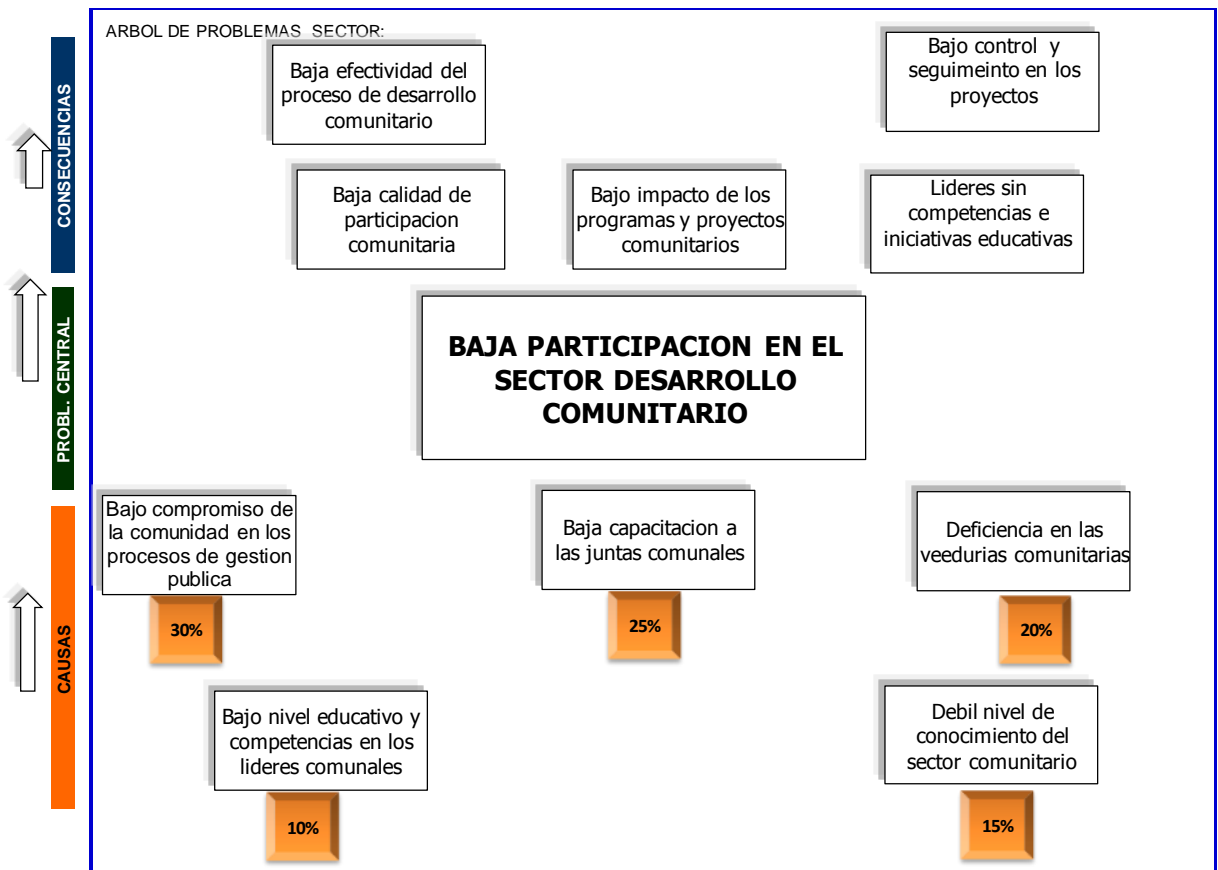 ARBOL DE PROBLEMAS SECTOR:
CONSECUENCIAS
Baja efectividad del
proceso de desarrollo
comunitario
Bajo control y
seguimeinto en los
proyectos
Baja calidad de
participacion
comunitaria
Bajo impacto de los
programas y proyectos
comunitarios
Lideres sin
competencias e
iniciativas educativas
PROBL. CENTRAL
BAJA PARTICIPACION EN EL
SECTOR DESARROLLO
COMUNITARIO
CAUSAS
Bajo compromiso de
la comunidad en los
procesos de gestion
publica
30%
Baja capacitacion a
las juntas comunales
25%
Deficiencia en las
veedurias comunitarias
20%
Bajo nivel educativo y
competencias en los
lideres comunales
10%
Debil nivel de
conocimiento del
sector comunitario
15%